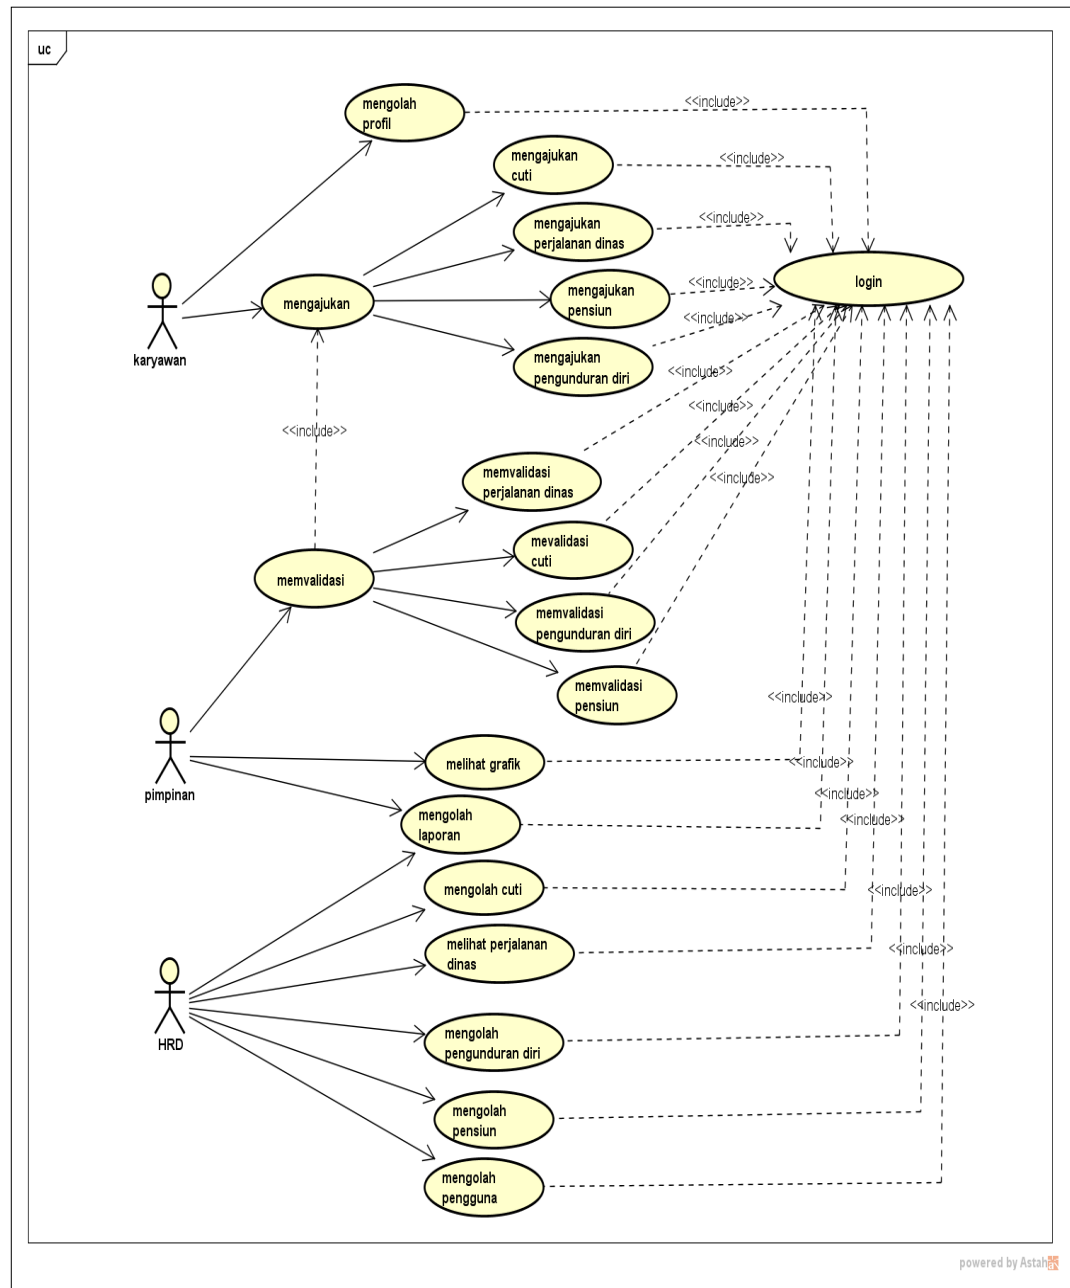 uc
mengolah
profil
<<include>>
mengajukan
cuti
<<include>>
mengajukan
perjalanan dinas
<<include>>
login
mengajukan
pensiun
<<include>>
mengajukan
<<include>>
mengajukan
pengunduran diri
karyawan
<<include>>
<<include>>
<<include>>
<<include>>
memvalidasi
perjalanan dinas
<<include>>
mevalidasi
cuti
memvalidasi
memvalidasi
pengunduran diri
memvalidasi
pensiun
<<include>>
pimpinan
melihat grafik
<<include>>
<<include>>
mengolah
laporan
<<include>>
mengolah cuti
<<include>>
melihat perjalanan
dinas
<<include>>
<<include>>
HRD
mengolah
pengunduran diri
mengolah
pensiun
mengolah
pengguna
powered by Astah